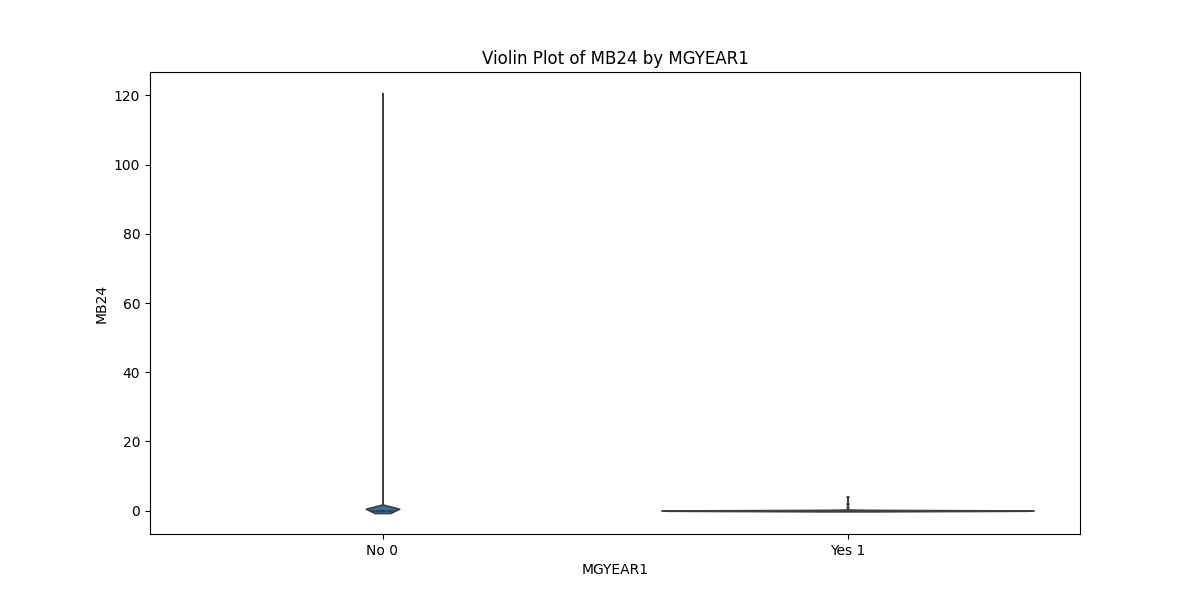 Violin Plot of MB24 by MGYEAR1
120
100
80
60
40
20
0
MB24
No 0
Yes 1
MGYEAR1